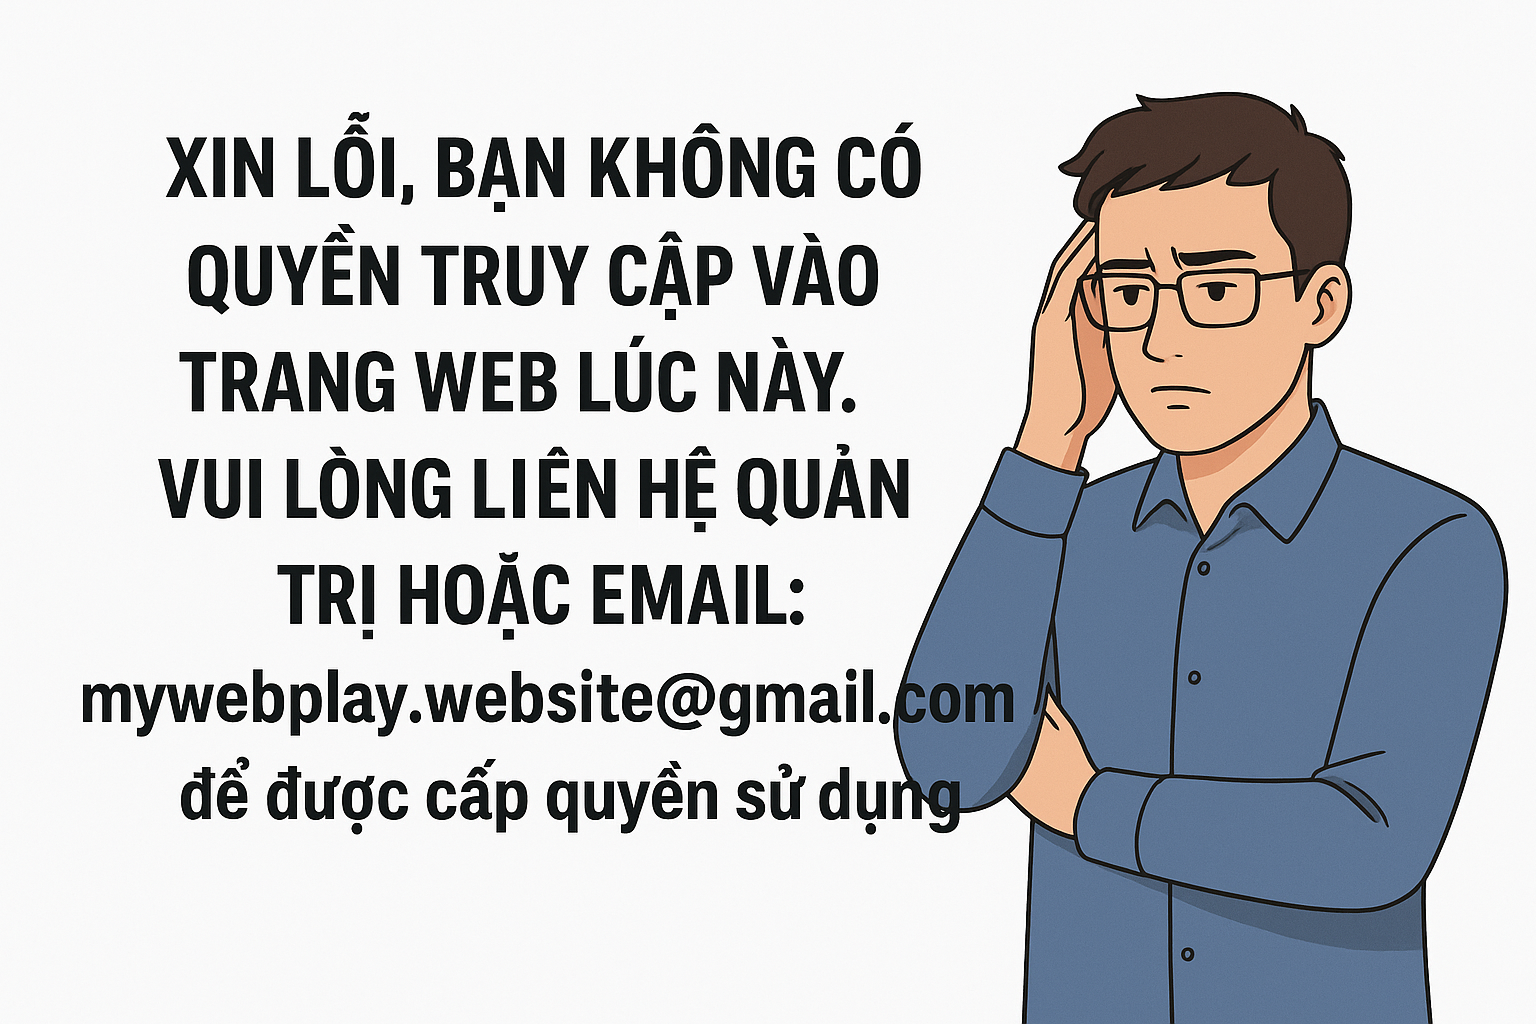 XIN LỖI, BẠN KHÔNG CÓ
QUYỀN TRUY CẬP VÀO
TRANG WEB LÚC NÀY.
VUI LÒNG LIÊN HỆ QUẢN
TRỊ HOẶC EMAIL:
mywebplay.website@gmail.com
để được cấp quyền sử dụng